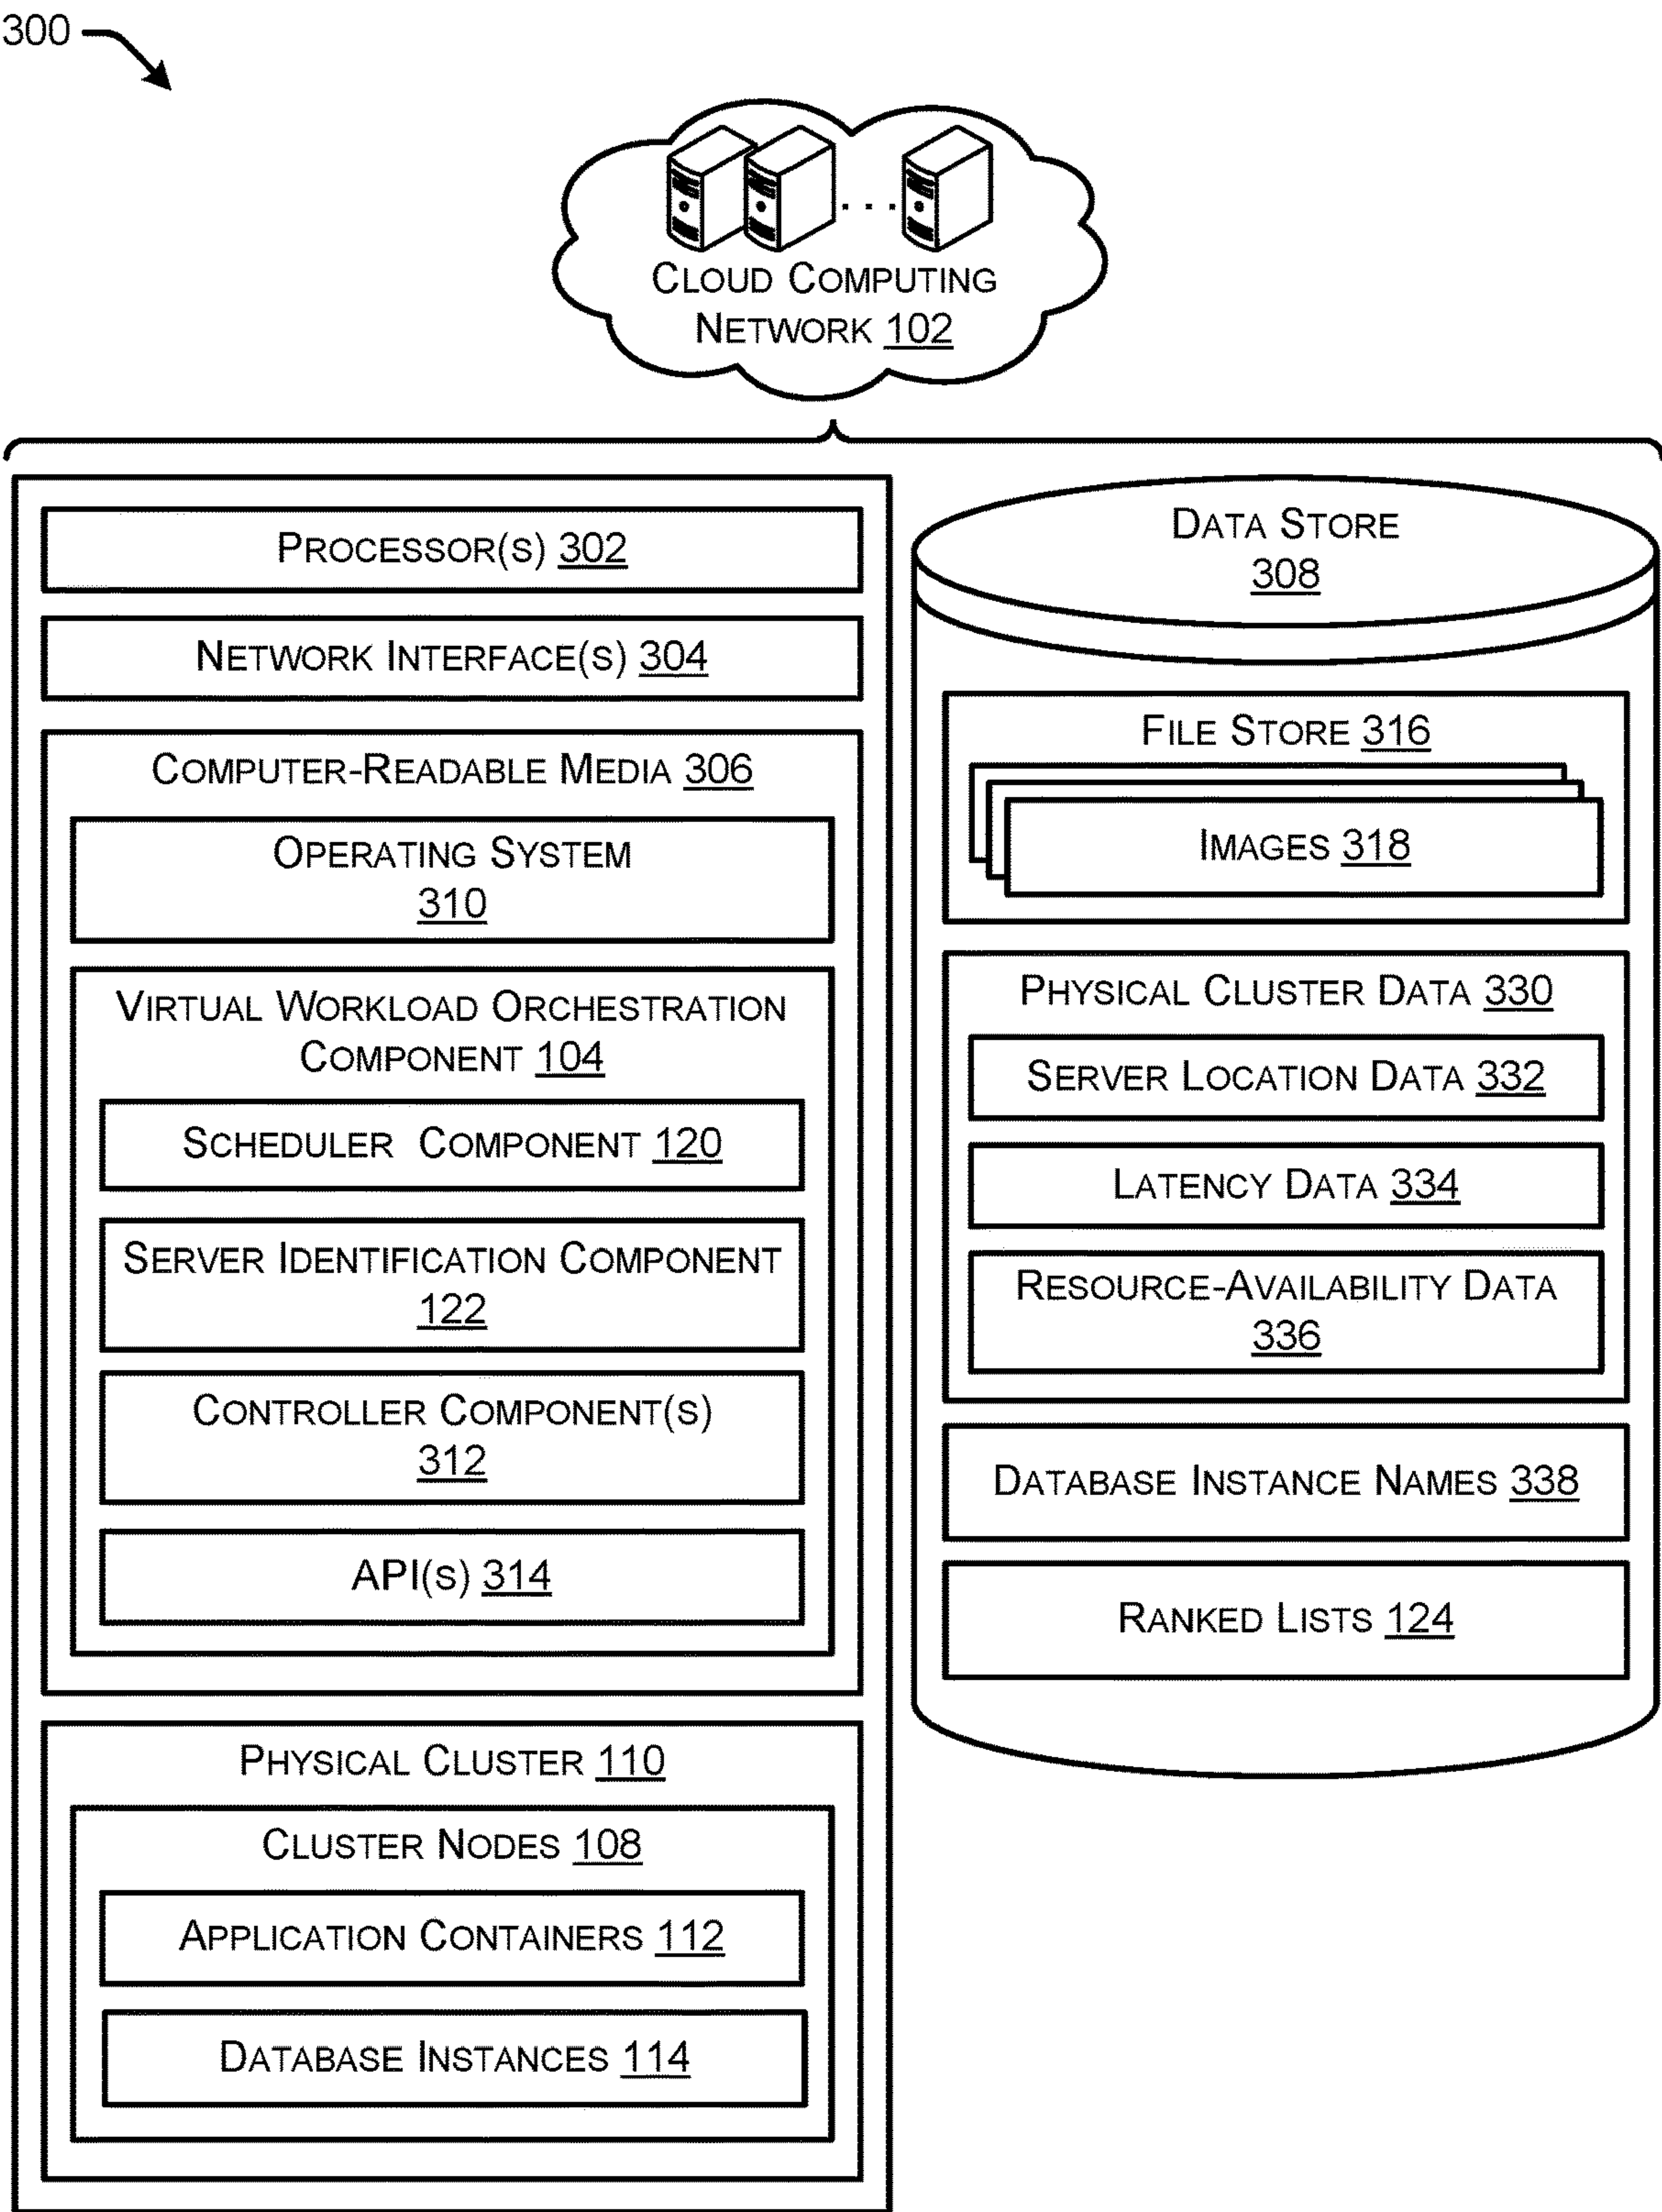 300
CLOUD COMPUTING
NETWORK 102
PROCESSOR(S) 302
NETWORK INTERFACE(S) 304
COMPUTER-READABLE MEDIA 306
OPERATING SYSTEM
310
VIRTUAL WORKLOAD ORCHESTRATION
COMPONENT 104
SCHEDULER COMPONENT 120
SERVER IDENTIFICATION COMPONENT
122
CONTROLLER COMPONENT(S)
312
API(S) 314
PHYSICAL CLUSTER 110
CLUSTER NODES 108
APPLICATION CONTAINERS 112
DATABASE INSTANCES 114
DATA STORE
308
FILE STORE 316
IMAGES 318
PHYSICAL CLUSTER DATA 330
SERVER LOCATION DATA 332
LATENCY DATA 334
RESOURCE-AVAILABILITY DATA
336
DATABASE INSTANCE NAMES 338
RANKED LISTS 124